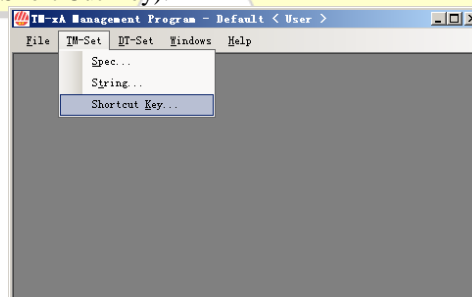 TM-xA Management Program - Default < User >
File TM-Set DT-Set Windows Help
Spec...
String...
Shortcut Key...